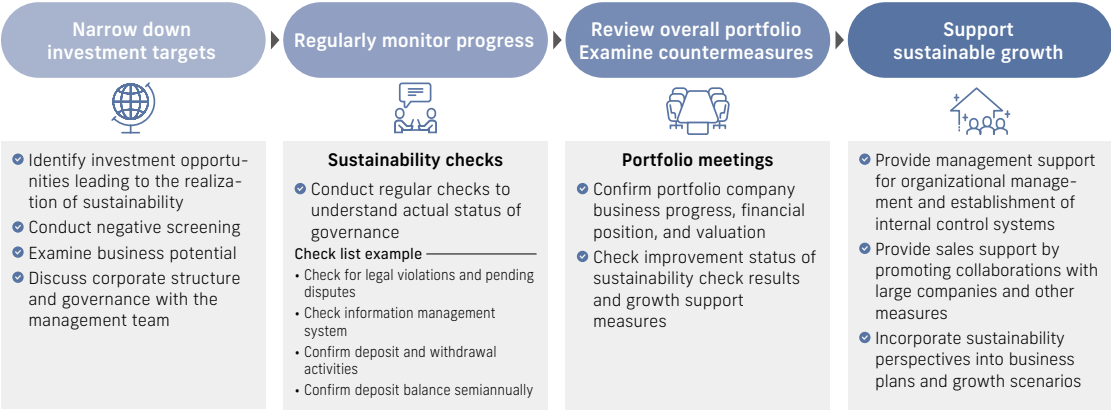 Narrow down
investment targets
Regularly monitor progress
Review overall portfolio
Examine countermeasures
Support
sustainable growth
Identify investment opportu-
nities leading to the realiza-
tion of sustainability
Conduct negative screening
Examine business potential
Discuss corporate structure
and governance with the
management team
Sustainability checks
Conduct regular checks to
understand actual status of
governance
Check list example
• Check for legal violations and pending
disputes
• Check information management
system
• Confirm deposit and withdrawal
activities
• Confirm deposit balance semiannually
Portfolio meetings
Confirm portfolio company
business progress, financial
position, and valuation
Check improvement status of
sustainability check results
and growth support
measures
Provide management support
for organizational manage-
ment and establishment of
internal control systems
Provide sales support by
promoting collaborations with
large companies and other
measures
Incorporate sustainability
perspectives into business
plans and growth scenarios